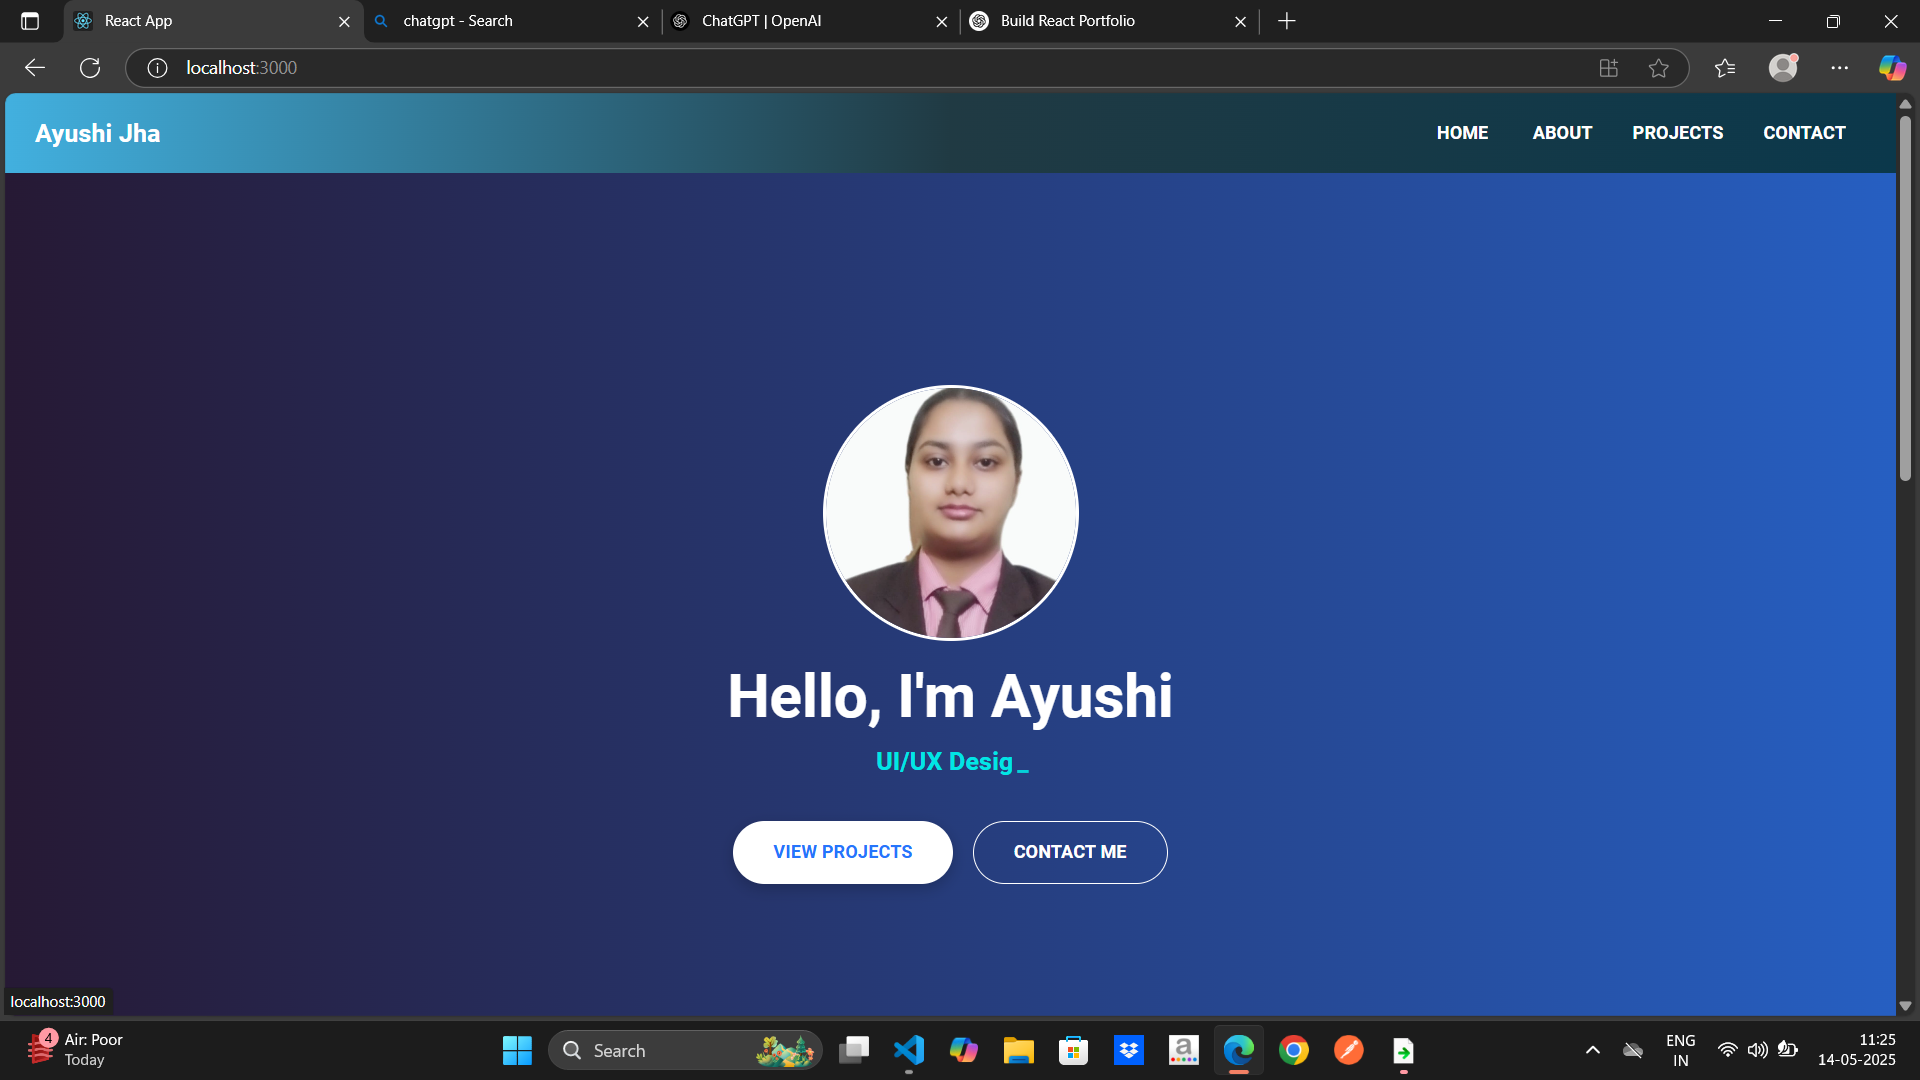 React App
chatgpt - Search
ChatGPT | OpenAI
Build React Portfolio
localhost:3000
Ayushi Jha
HOME ABOUT PROJECTS CONTACT
Hello, I'm Ayushi
UI/UX Desig_
VIEW PROJECTS CONTACT ME
localhost:3000
4
Air: Poor
Today
Search
a
ENG
IN
11:25
14-05-2025